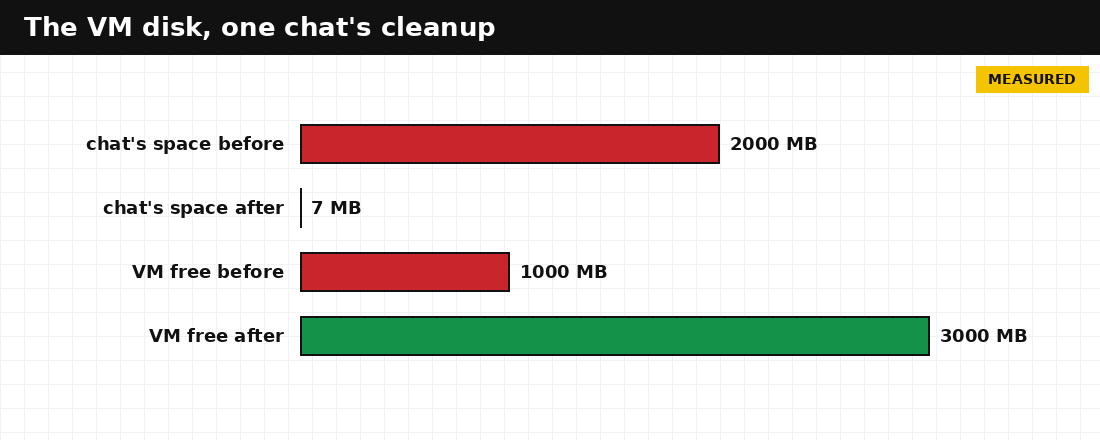 The VM disk, one chat's cleanup
MEASURED
chat's space before 2000 MB
chat's space after 7 MB
VM free before 1000 MB
VM free after 3000 MB